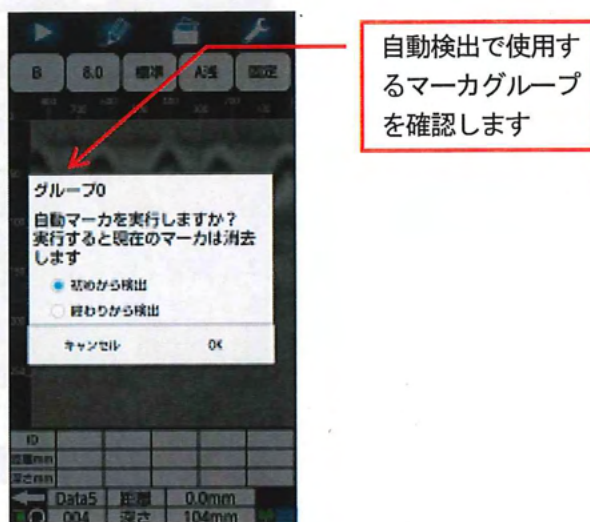 自動検出で使用す
るマーカグループ
を確認します
B 8.0 標準 A浅 固定
グループ0
自動マーカを実行しますか？
実行すると現在のマーカは消去
します
初めから検出
終わりから検出
キャンセル OK
ID
距離mm
深さmm
Data5 距離 0.0mm
004 深さ 104mm